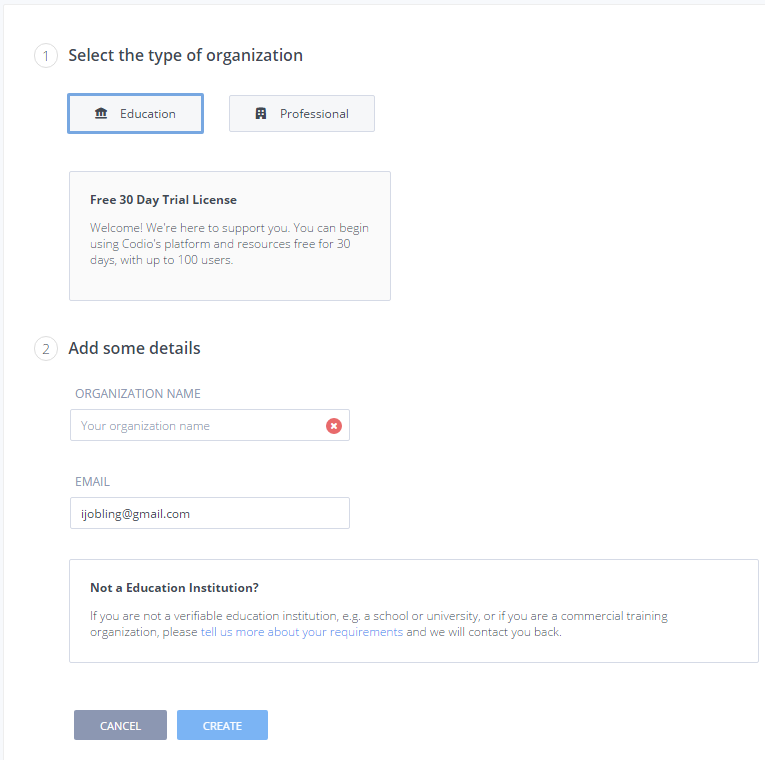 1 Select the type of organization
Education Professional
Free 30 Day Trial License
Welcome! We're here to support you. You can begin
using Codio's platform and resources free for 30
days, with up to 100 users.
2 Add some details
ORGANIZATION NAME
Your organization name
EMAIL
ijobling@gmail.com
Not a Education Institution?
If you are not a verifiable education institution, e.g. a school or university, or if you are a commercial training
organization, please tell us more about your requirements and we will contact you back.
CANCEL CREATE